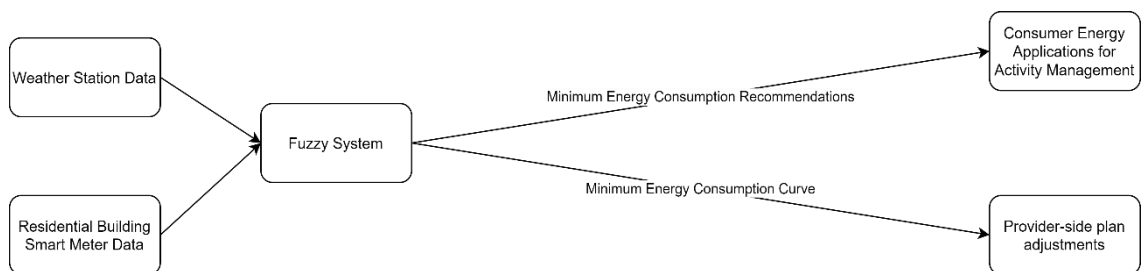 Weather Station Data
Residential Building
Smart Meter Data
Fuzzy System
Minimum Energy Consumption Recommendations
Minimum Energy Consumption Curve
Consumer Energy
Applications for
Activity Management
Provider-side plan
adjustments